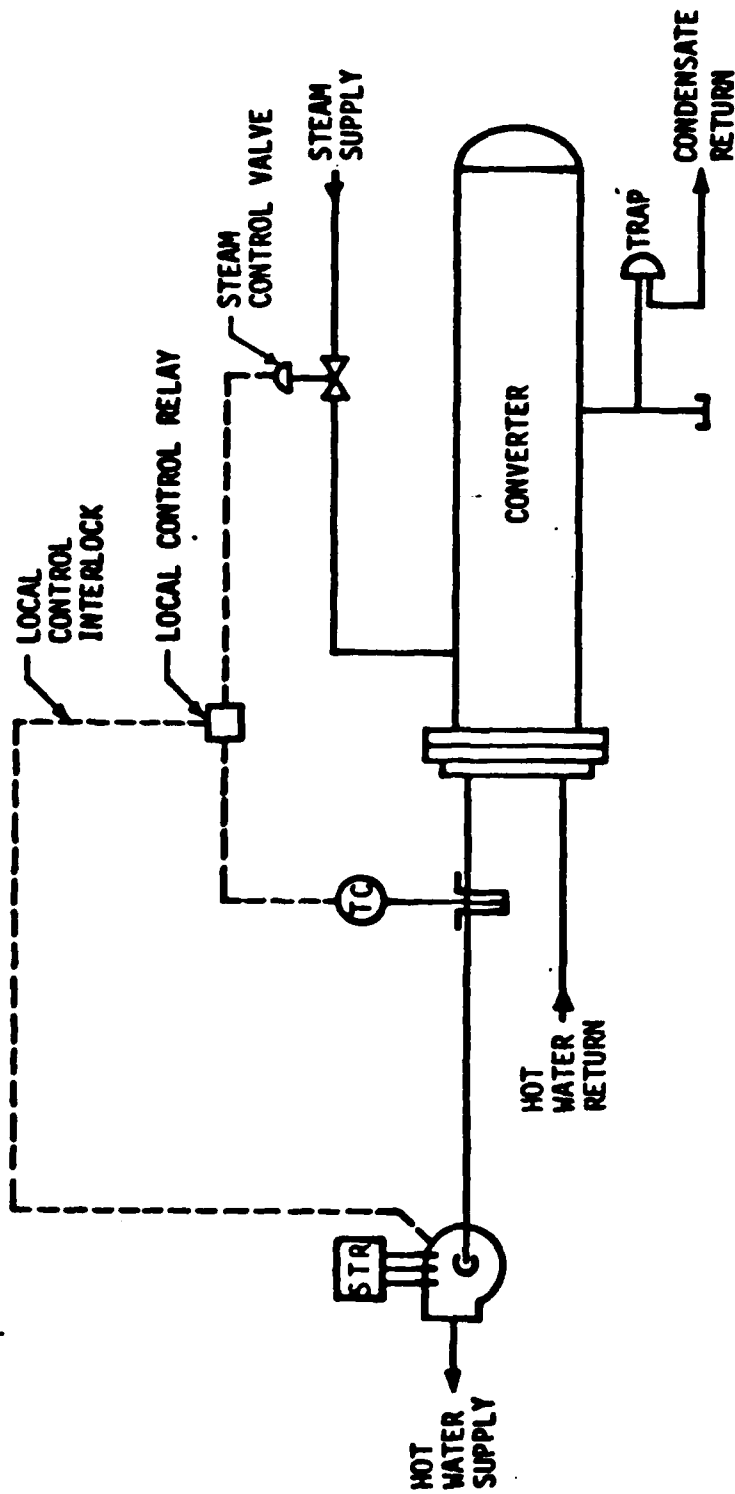 LOCAL
CONTROL
INTERLOCK
LOCAL CONTROL RELAY
STEAM
CONTROL VALVE
STEAM
SUPPLY
TC
STR
CONVERTER
HOT
WATER
SUPPLY
HOT
WATER
RETURN
TRAP
CONDENSATE
RETURN